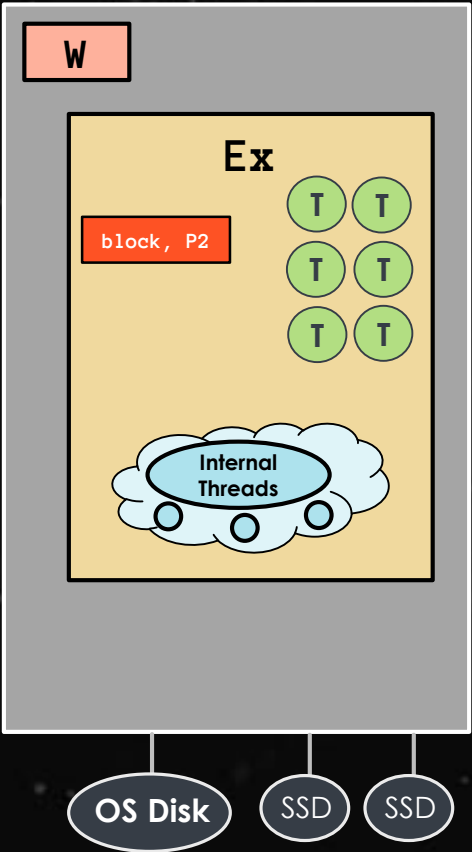 W
Ex
T T
block, P2
T T
T T
Internal
Threads
OS Disk SSD SSD